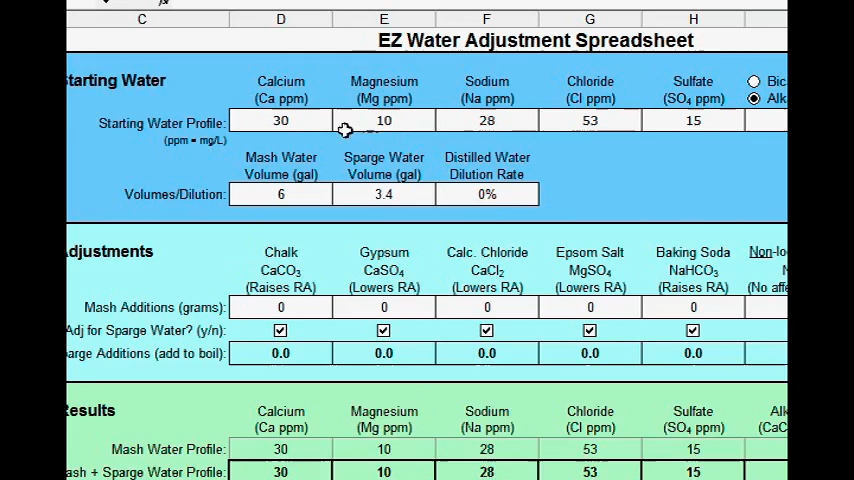 C D E F G H
EZ Water Adjustment Spreadsheet
Starting Water Calcium Magnesium Sodium Chloride Sulfate Bic
(Ca ppm) (Mg ppm) (Na ppm) (Cl ppm) (SO₄ ppm) Alk
Starting Water Profile: 30 10 28 53 15
(ppm = mg/L)
Mash Water Sparge Water Distilled Water
Volume (gal) Volume (gal) Dilution Rate
Volumes/Dilution: 6 3.4 0%
Adjustments Chalk Gypsum Calc. Chloride Epsom Salt Baking Soda Non-lo
CaCO₃ CaSO₄ CaCl₂ MgSO₄ NaHCO₃ N
(Raises RA) (Lowers RA) (Lowers RA) (Lowers RA) (Raises RA) (No affe
Mash Additions (grams): 0 0 0 0 0
Adj for Sparge Water? (y/n):
parge Additions (add to boil) 0.0 0.0 0.0 0.0 0.0
Results Calcium Magnesium Sodium Chloride Sulfate Alk
(Ca ppm) (Mg ppm) (Na ppm) (Cl ppm) (SO₄ ppm) (CaC
Mash Water Profile: 30 10 28 53 15
ash + Sparge Water Profile: 30 10 28 53 15